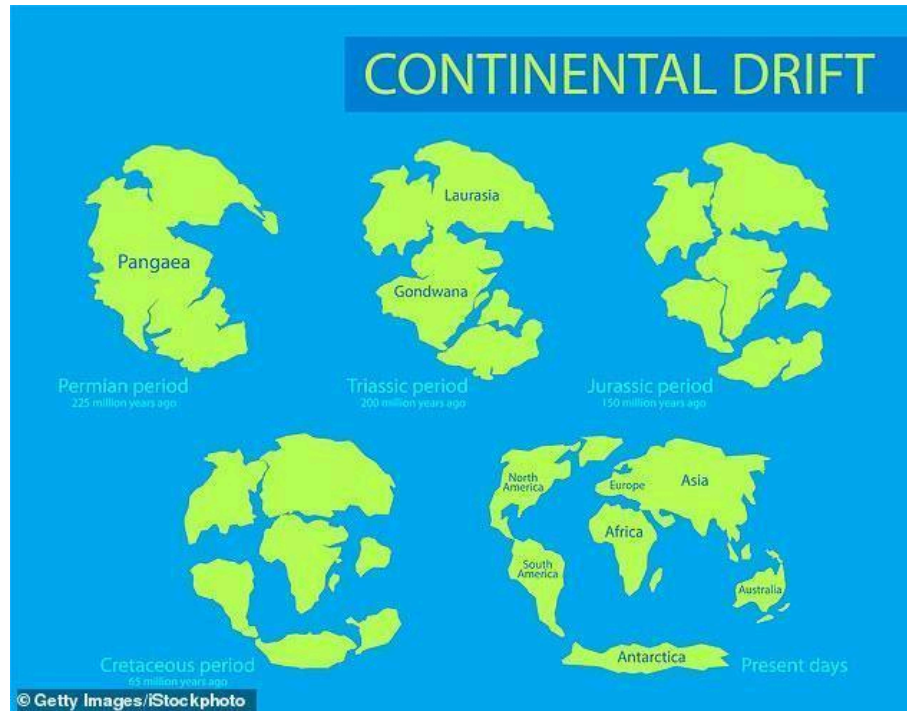 CONTINENTAL DRIFT
Pangaea
Permian period
225 million years ago
Laurasia
Gondwana
Triassic period
200 million years ago
Jurassic period
150 million years ago
Cretaceous period
65 million years ago
North
America
Europe
Asia
Africa
South
America
Australia
Antarctica
Present days
© Getty Images/iStockphoto